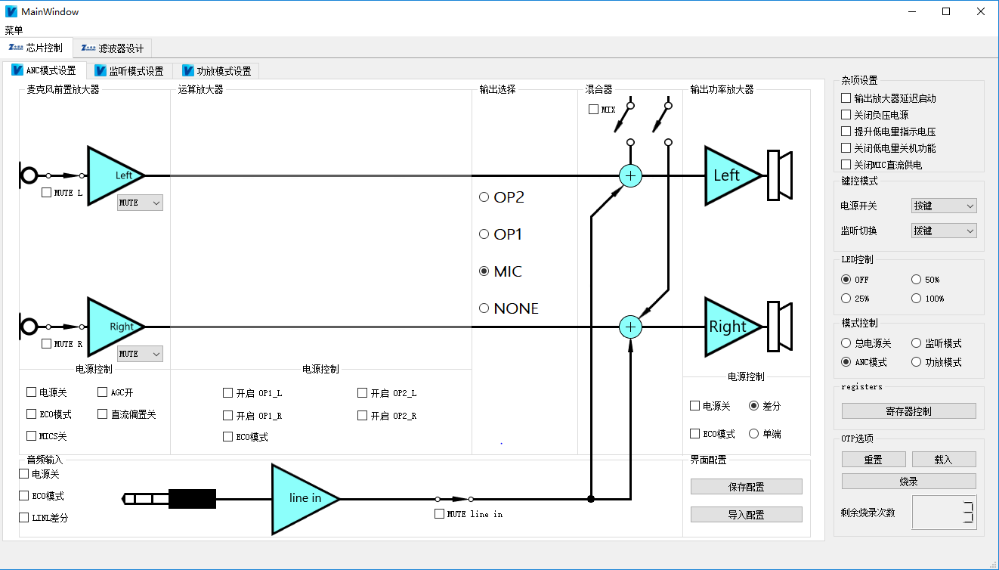 MainWindow
菜单
芯片控制
滤波器设计
ANC模式设置
监听模式设置
功放模式设置
麦克风前置放大器
运算放大器
输出选择
混合器
输出功率放大器
MIX
Left
MUTE L
MUTE
Left
OP2
OP1
MIC
NONE
Right
MUTE R
MUTE
Right
电源控制
电源关
AGC开
ECO模式
直流偏置关
MICS关
电源控制
开启 OP1_L
开启 OP2_L
开启 OP1_R
开启 OP2_R
ECO模式
电源控制
电源关
差分
ECO模式
单端
音频输入
电源关
ECO模式
LINL差分
line in
MUTE line in
界面配置
保存配置
导入配置
杂项设置
输出放大器延迟启动
关闭负压电源
提升低电量指示电压
关闭低电量关机功能
关闭MIC直流供电
键控模式
电源开关
按键
监听切换
拨键
LED控制
OFF
50%
25%
100%
模式控制
总电源关
监听模式
ANC模式
功放模式
registers
寄存器控制
OTP选项
重置
载入
烧录
剩余烧录次数
3